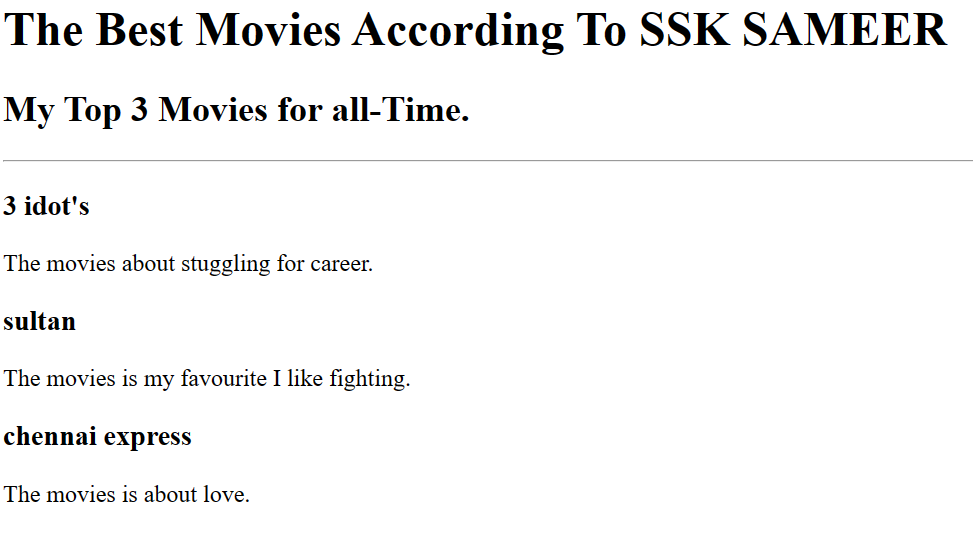 The Best Movies According To SSK SAMEER
My Top 3 Movies for all-Time.
3 idot's
The movies about stuggling for career.
sultan
The movies is my favourite I like fighting.
chennai express
The movies is about love.